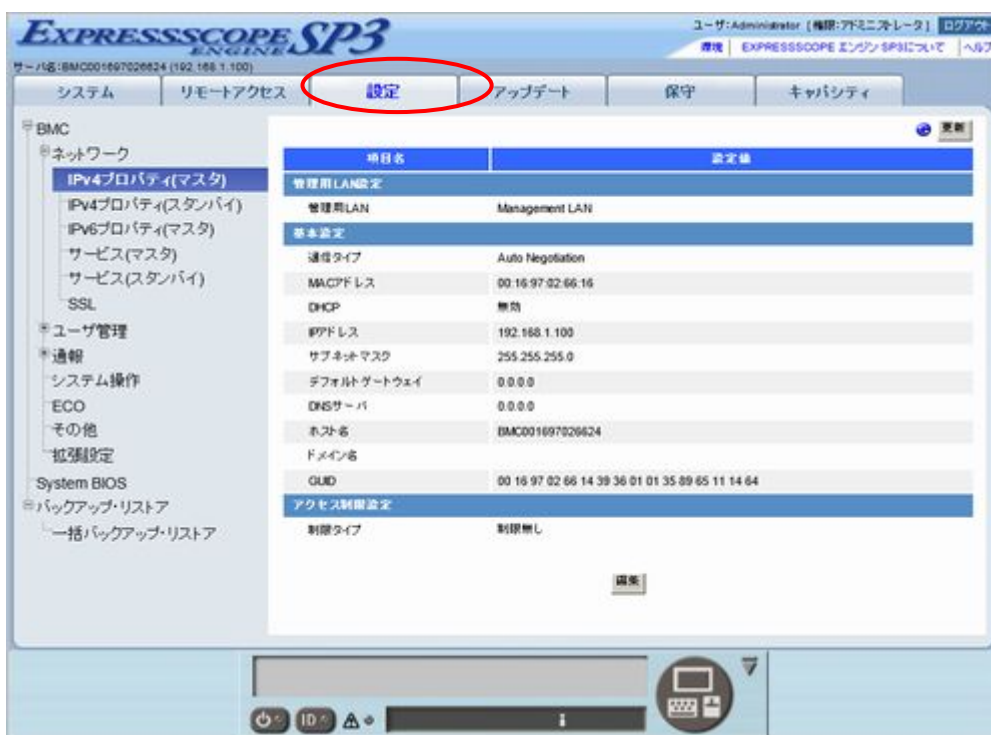 EXPRESSSCOPE
ENGINE SP3
ユーザ:Administrator [権限:アドミニストレータ] ログアウト
環境 EXPRESSSCOPE エンジン SP3について ヘルプ
サーバ名:BMC001697026624 (192.168.1.100)
システム リモートアクセス 設定 アップデート 保守 キャパシティ
BMC
ネットワーク
IPv4プロパティ(マスタ)
IPv4プロパティ(スタンバイ)
IPv6プロパティ(マスタ)
サービス(マスタ)
サービス(スタンバイ)
SSL
ユーザ管理
通報
システム操作
ECO
その他
拡張設定
System BIOS
バックアップ・リストア
一括バックアップ・リストア
更新
項目名 設定値
管理用LAN設定
管理用LAN Management LAN
基本設定
通信タイプ Auto Negotiation
MACアドレス 00:16:97:02:66:16
DHCP 無効
IPアドレス 192.168.1.100
サブネットマスク 255.255.255.0
デフォルトゲートウェイ 0.0.0.0
DNSサーバ 0.0.0.0
ホスト名 BMC001697026624
ドメイン名
GUID 00 16 97 02 66 14 39 36 01 01 35 89 65 11 14 64
アクセス制限設定
制限タイプ 制限無し
編集
ID